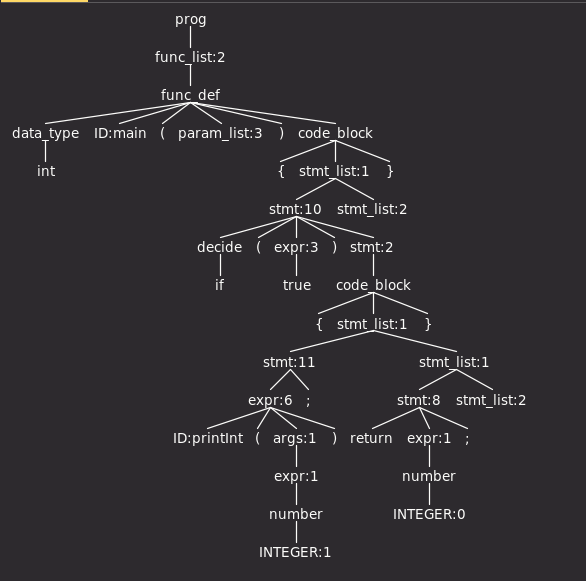 prog
func_list:2
func_def
data_type ID:main ( param_list:3 ) code_block
int { stmt_list:1 }
stmt:10 stmt_list:2
decide ( expr:3 ) stmt:2
if true code_block
{ stmt_list:1 }
stmt:11 stmt_list:1
expr:6 ; stmt:8 stmt_list:2
ID:printInt ( args:1 ) return expr:1 ;
expr:1 number
number INTEGER:0
INTEGER:1